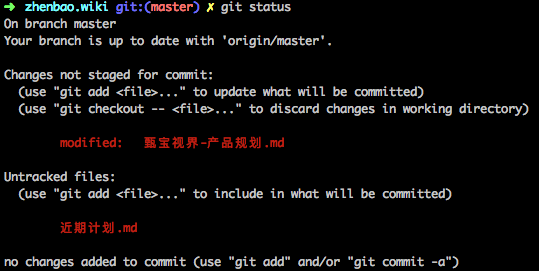 ➜ zhenbao.wiki git:(master) ✗ git status
On branch master
Your branch is up to date with 'origin/master'.
Changes not staged for commit:
(use "git add <file>..." to update what will be committed)
(use "git checkout -- <file>..." to discard changes in working directory)
modified: 甄宝视界-产品规划.md
Untracked files:
(use "git add <file>..." to include in what will be committed)
近期计划.md
no changes added to commit (use "git add" and/or "git commit -a")